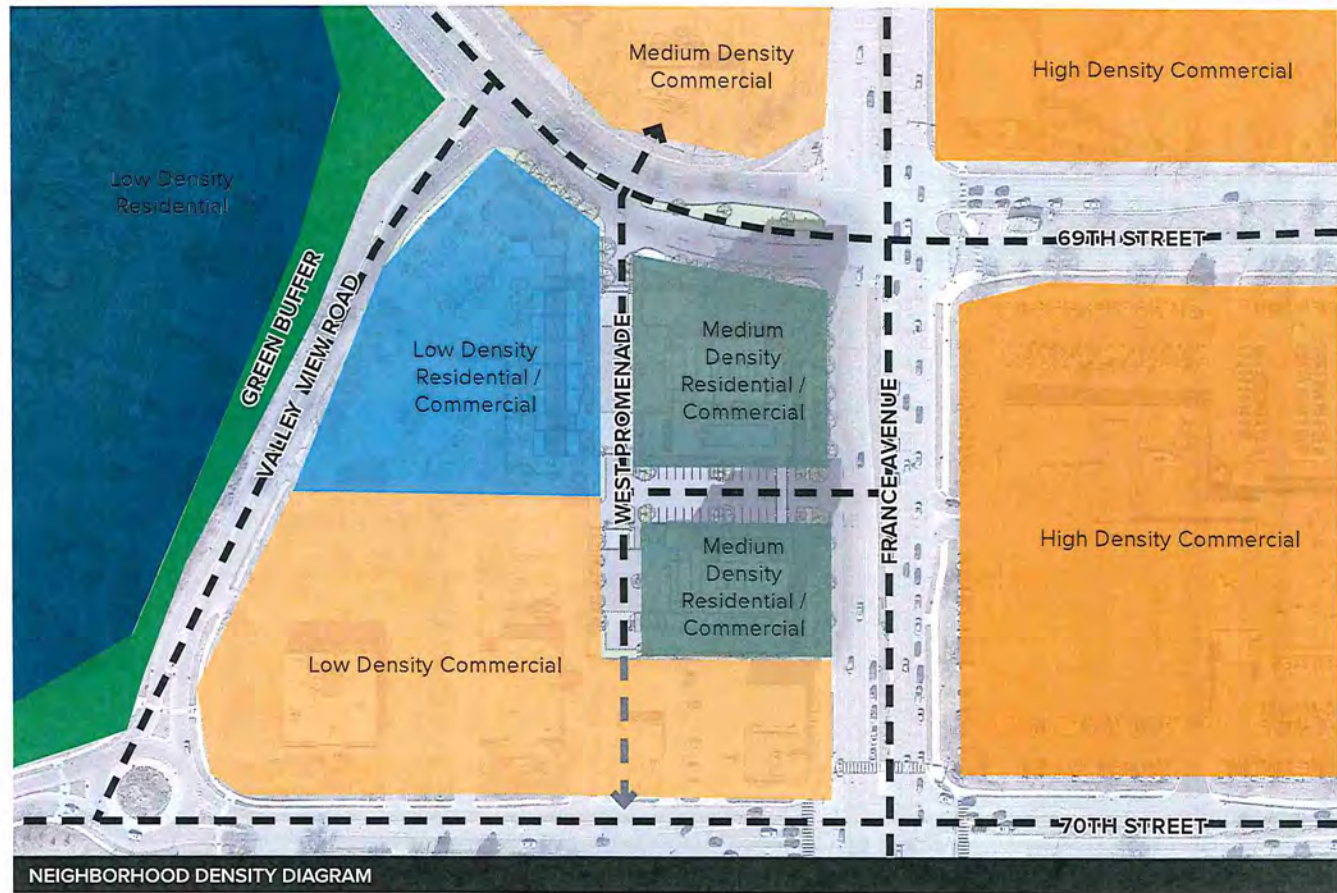 Medium Density
Commercial
High Density Commercial
Low Density
Residential
69TH STREET
GREEN BUFFER
VALLEY VIEW ROAD
Low Density
Residential /
Commercial
WEST PROMENADE
Medium
Density
Residential /
Commercial
FRANCE AVENUE
Medium
Density
Residential /
Commercial
High Density Commercial
Low Density Commercial
70TH STREET
NEIGHBORHOOD DENSITY DIAGRAM